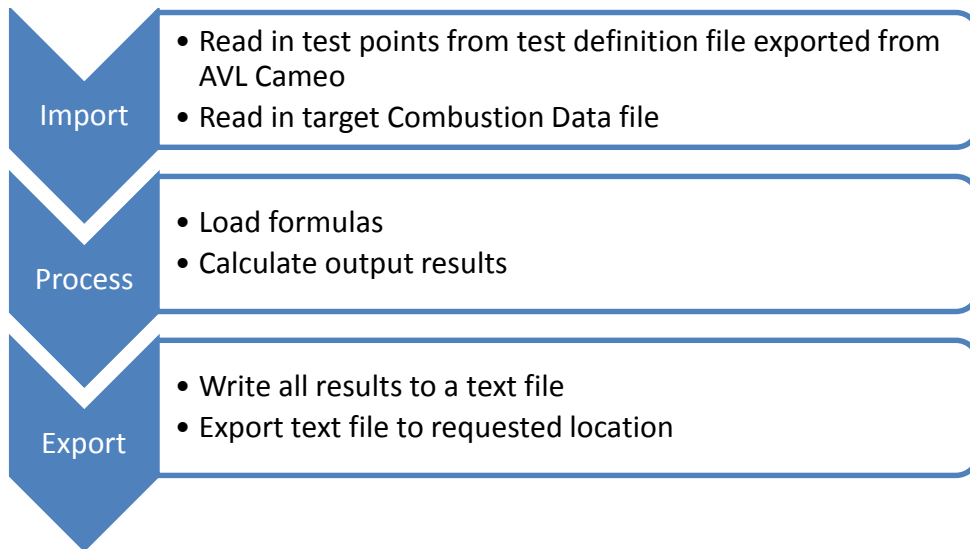 Import
• Read in test points from test definition file exported from
AVL Cameo
• Read in target Combustion Data file
Process
• Load formulas
• Calculate output results
Export
• Write all results to a text file
• Export text file to requested location